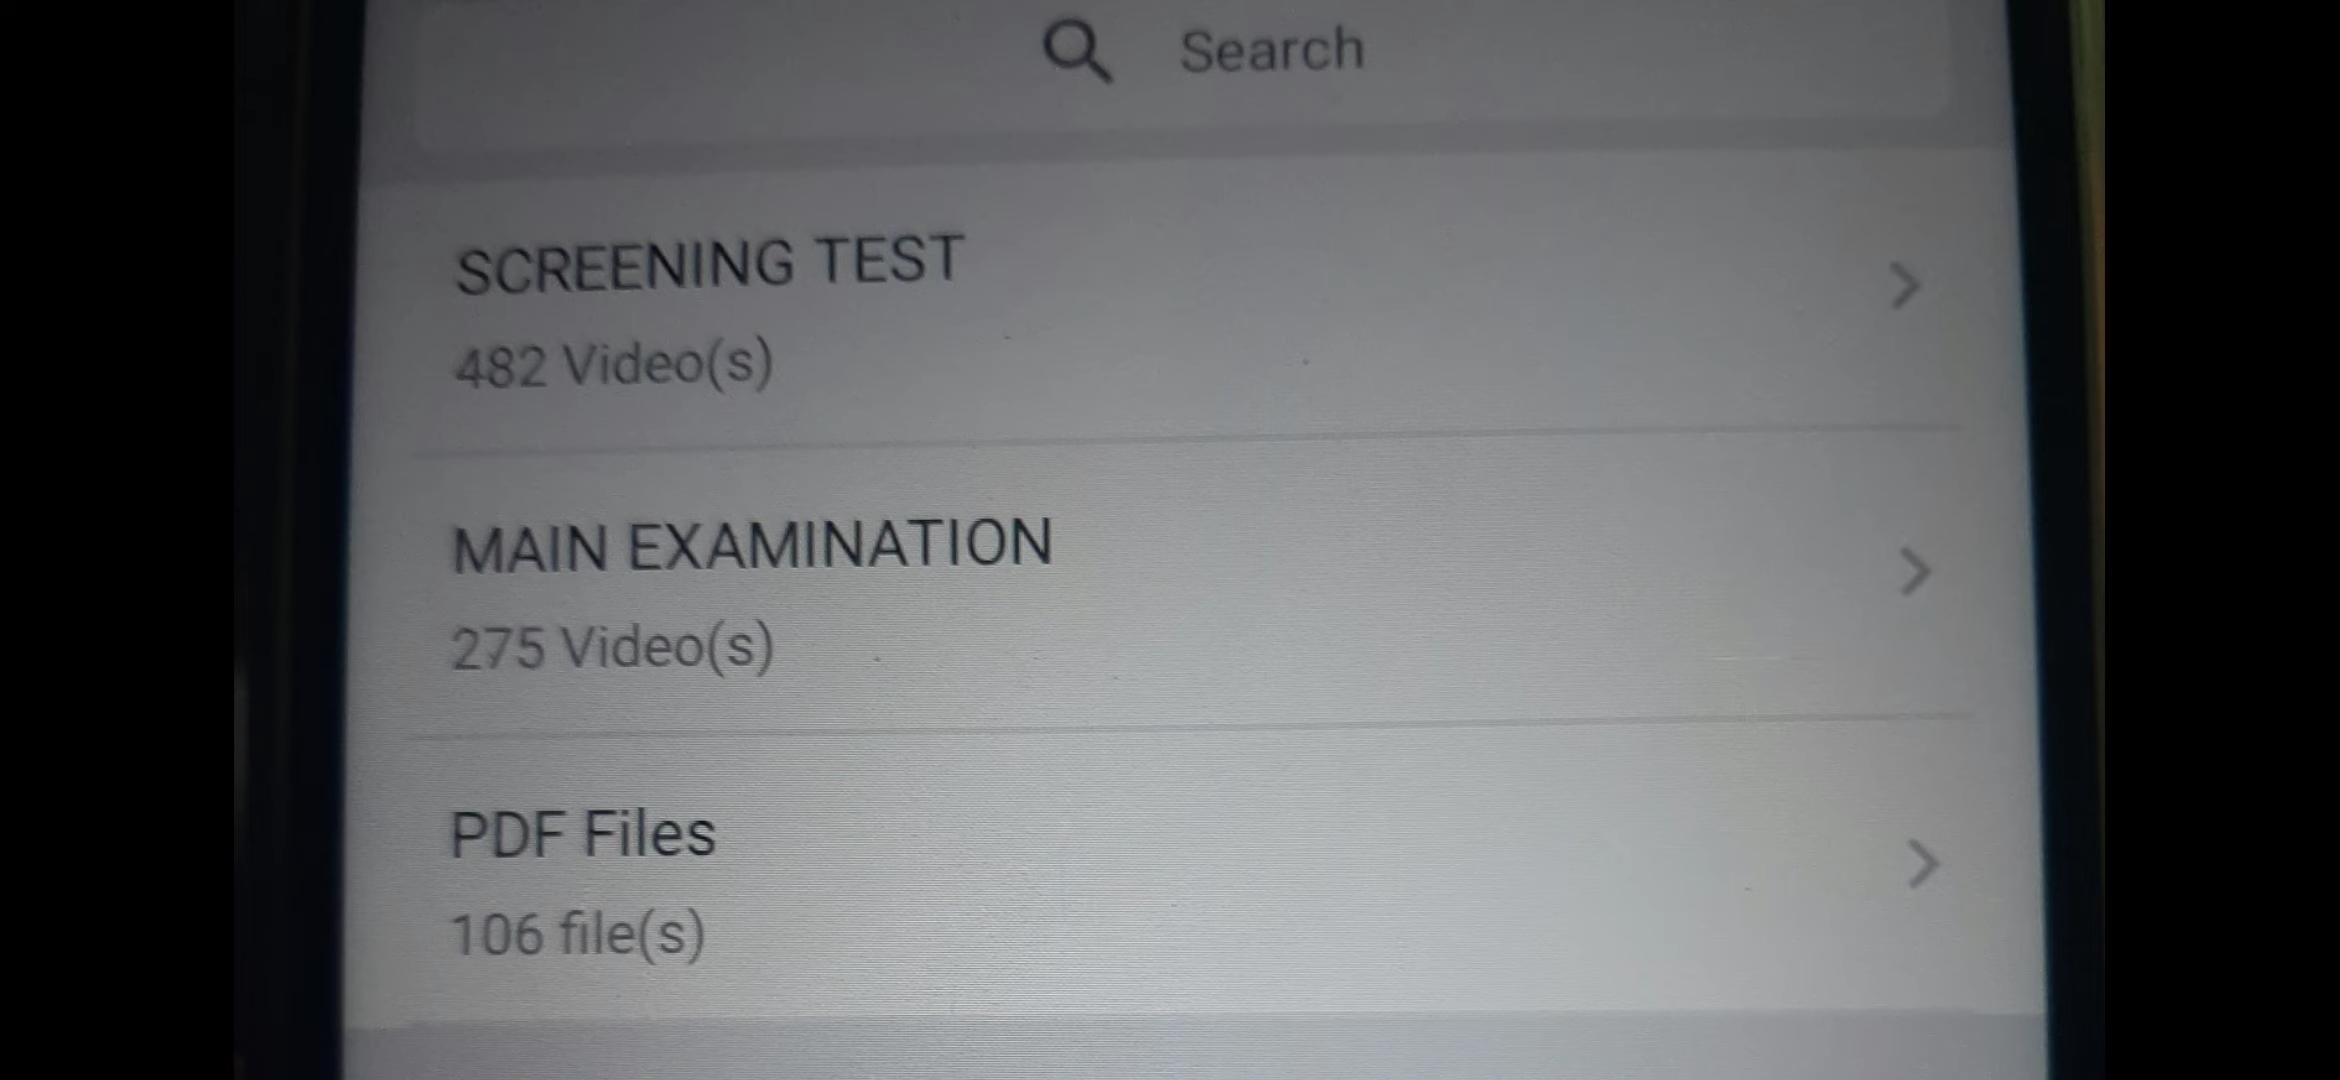 Search
SCREENING TEST
482 Video(s)
MAIN EXAMINATION
275 Video(s)
PDF Files
106 file(s)